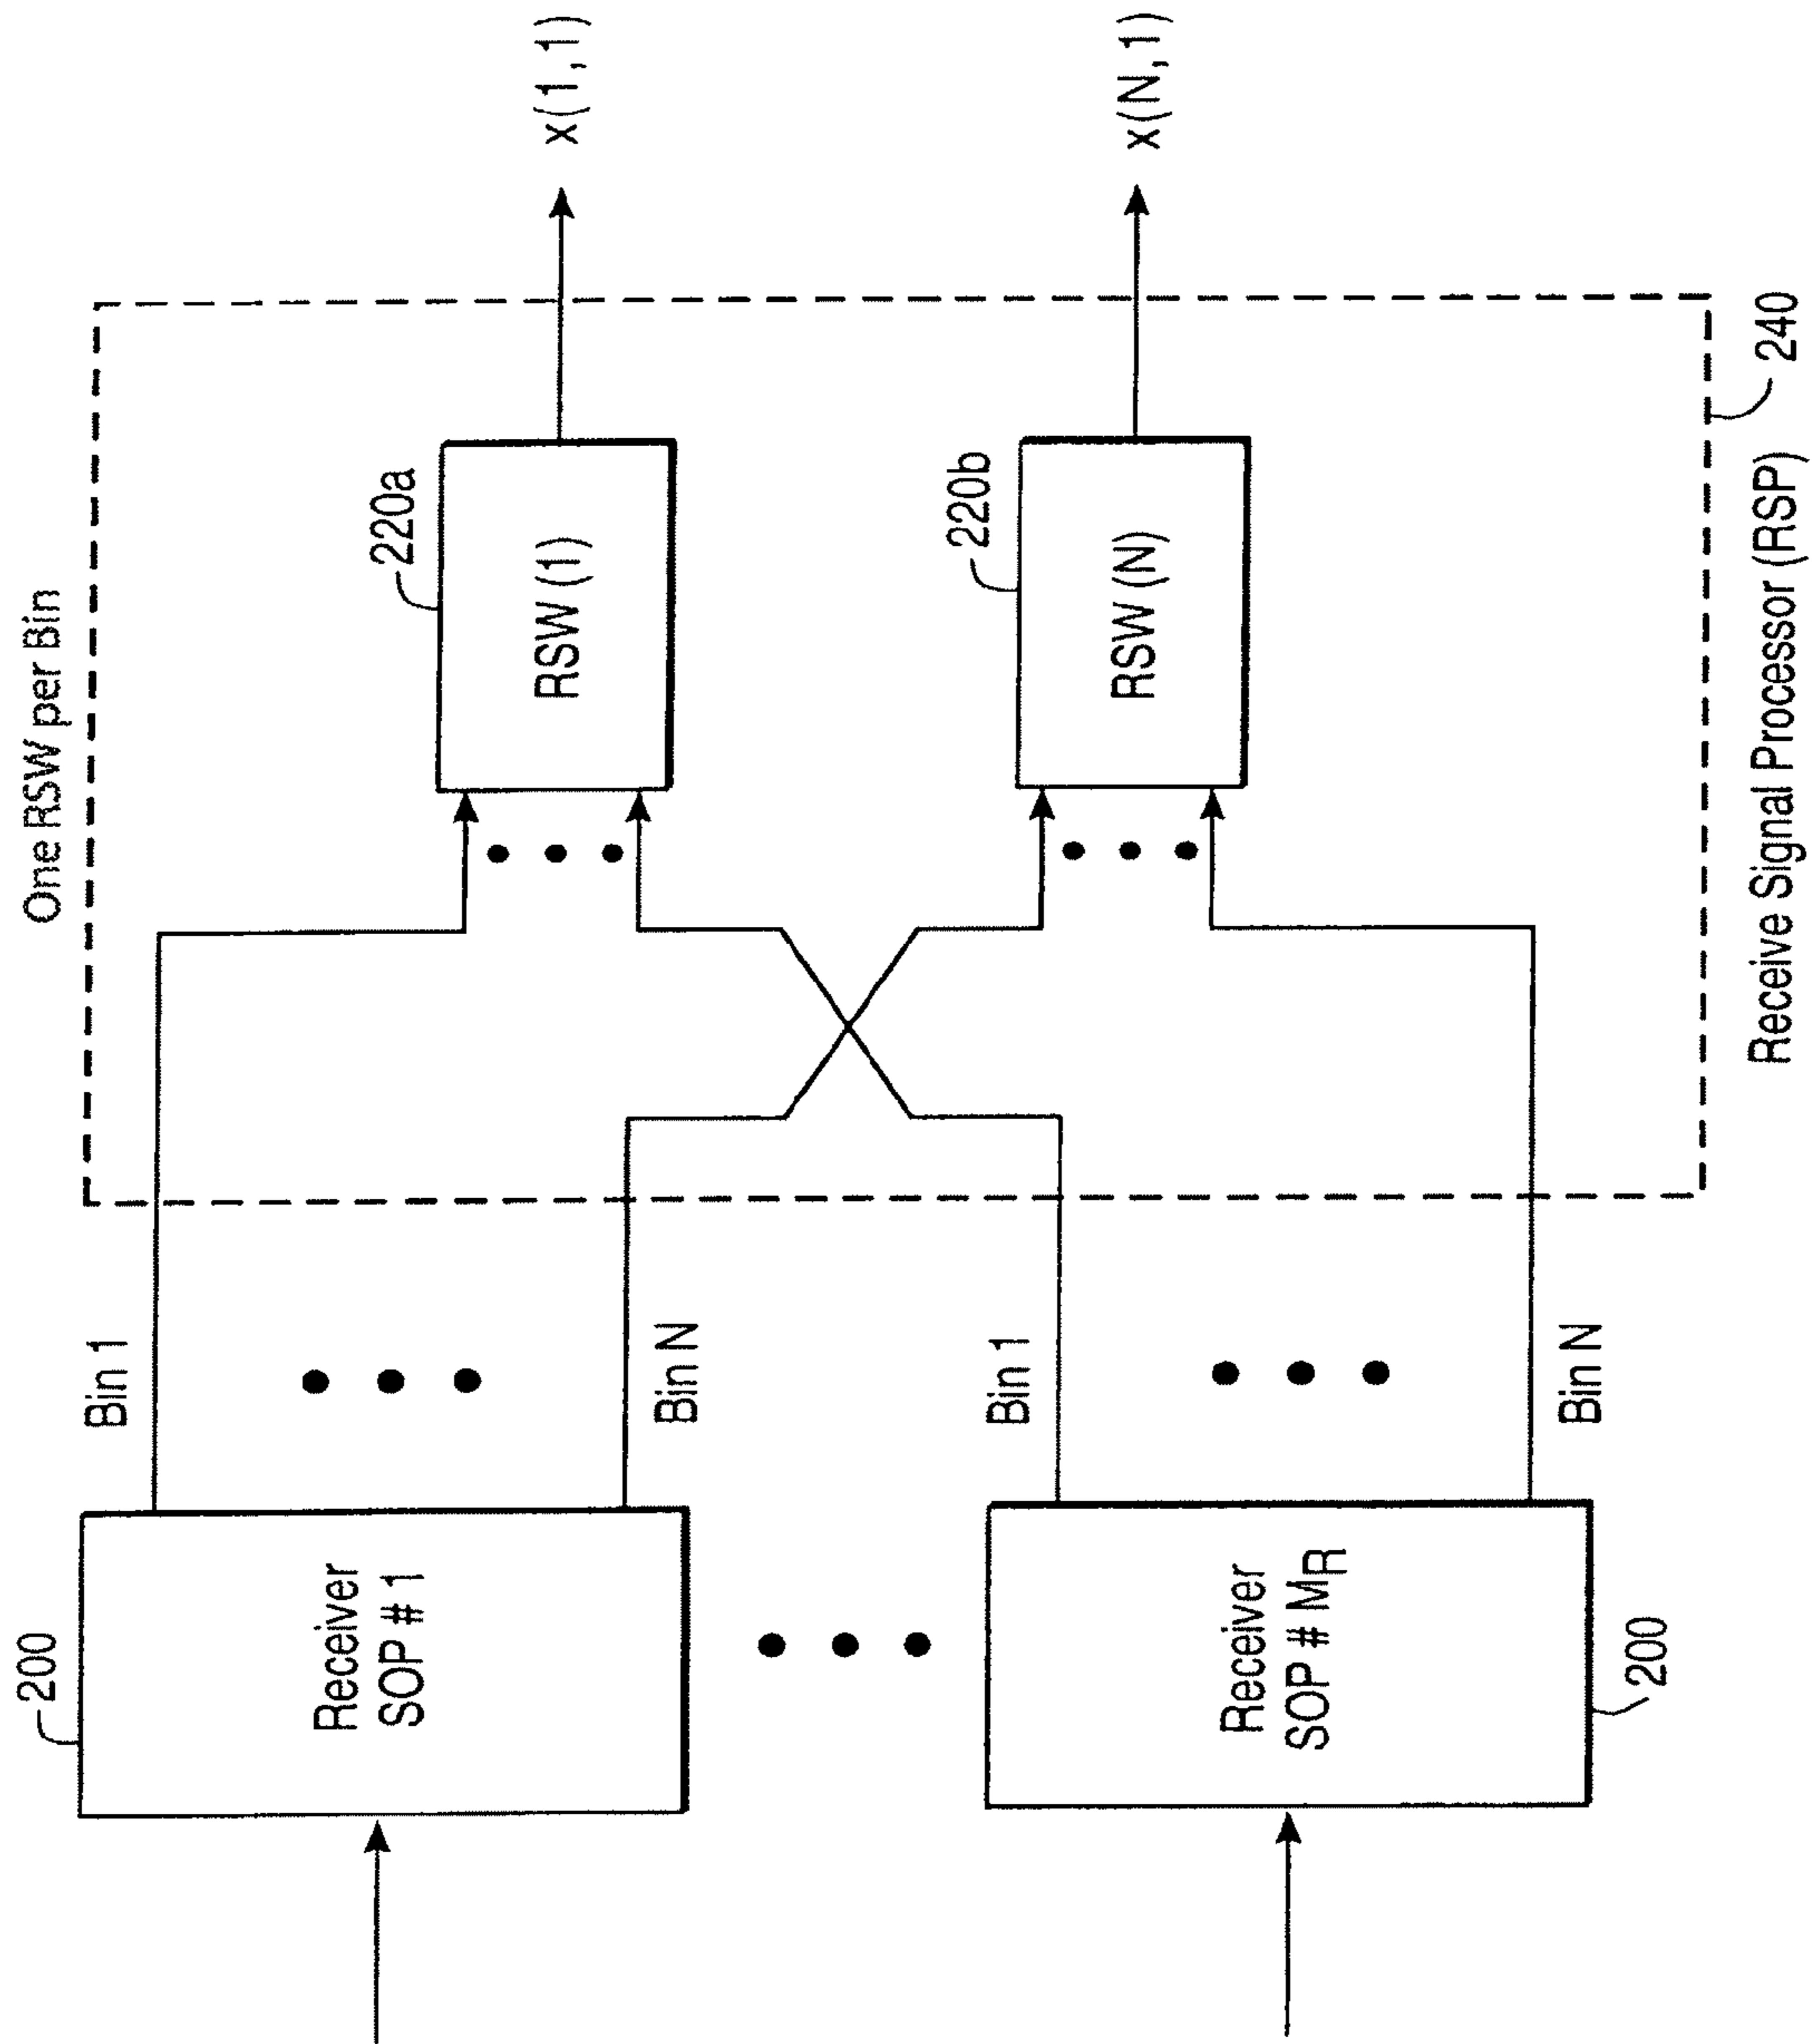 One RSW per Bin
200
Receiver
SOP # 1
Bin 1
Bin N
220a
RSW (1)
x(1,1)
Receiver
SOP # MR
200
Bin 1
Bin N
220b
RSW (N)
x(N,1)
240
Receive Signal Processor (RSP)